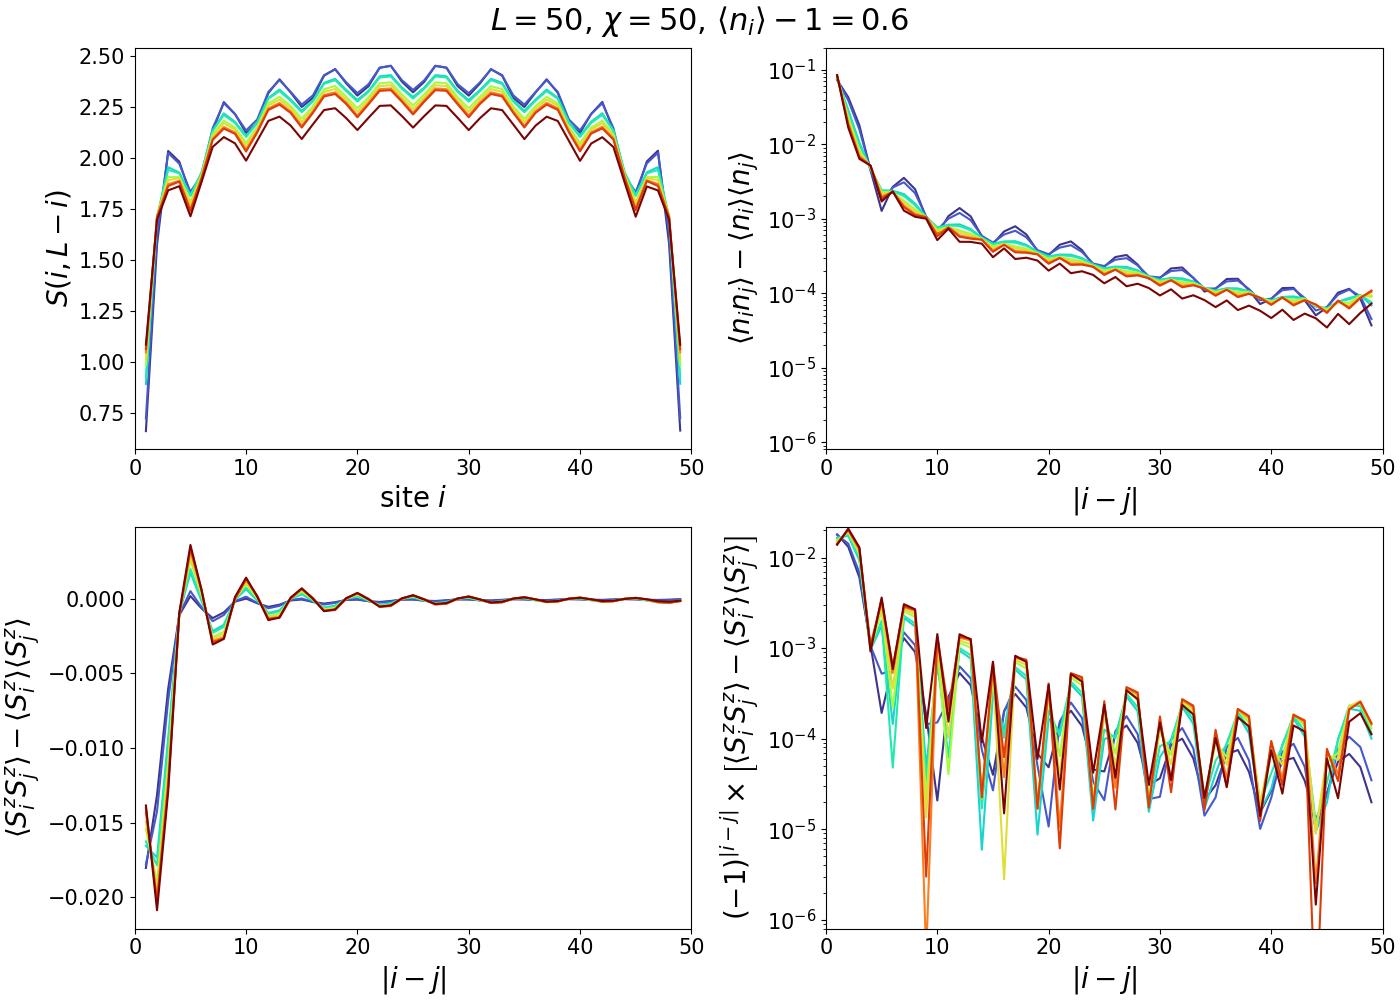 L = 50, χ = 50, ⟨n_i⟩ − 1 = 0.6
S(i, L − i)
2.50
2.25
2.00
1.75
1.50
1.25
1.00
0.75
0 10 20 30 40 50
site i
⟨n_i n_j⟩ − ⟨n_i⟩⟨n_j⟩
10^−1
10^−2
10^−3
10^−4
10^−5
10^−6
0 10 20 30 40 50
|i − j|
⟨S_i^z S_j^z⟩ − ⟨S_i^z⟩⟨S_j^z⟩
0.000
−0.005
−0.010
−0.015
−0.020
0 10 20 30 40 50
|i − j|
(−1)^|i−j| × [⟨S_i^z S_j^z⟩ − ⟨S_i^z⟩⟨S_j^z⟩]
10^−2
10^−3
10^−4
10^−5
10^−6
0 10 20 30 40 50
|i − j|